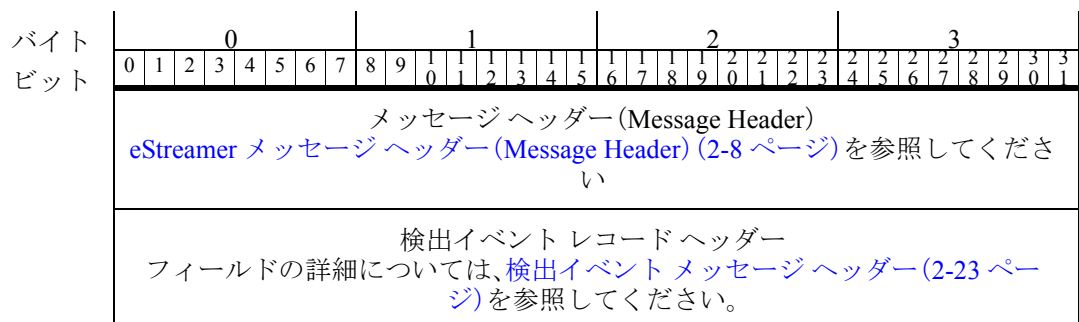 バイト 0 1 2 3
ビット 0 1 2 3 4 5 6 7 8 9 10 11 12 13 14 15 16 17 18 19 20 21 22 23 24 25 26 27 28 29 30 31
メッセージ ヘッダー(Message Header)
eStreamer メッセージ ヘッダー(Message Header)(2-8 ページ)を参照してくださ
い
検出イベント レコード ヘッダー
フィールドの詳細については、検出イベント メッセージ ヘッダー(2-23 ペー
ジ)を参照してください。